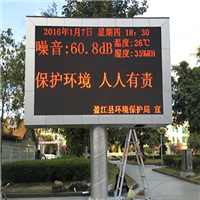 2016年1月7日 星期四 18:30
噪音:60.8dB 温度:26℃
湿度:35%RH
保护环境 人人有责
盈江县环境保护局 宣